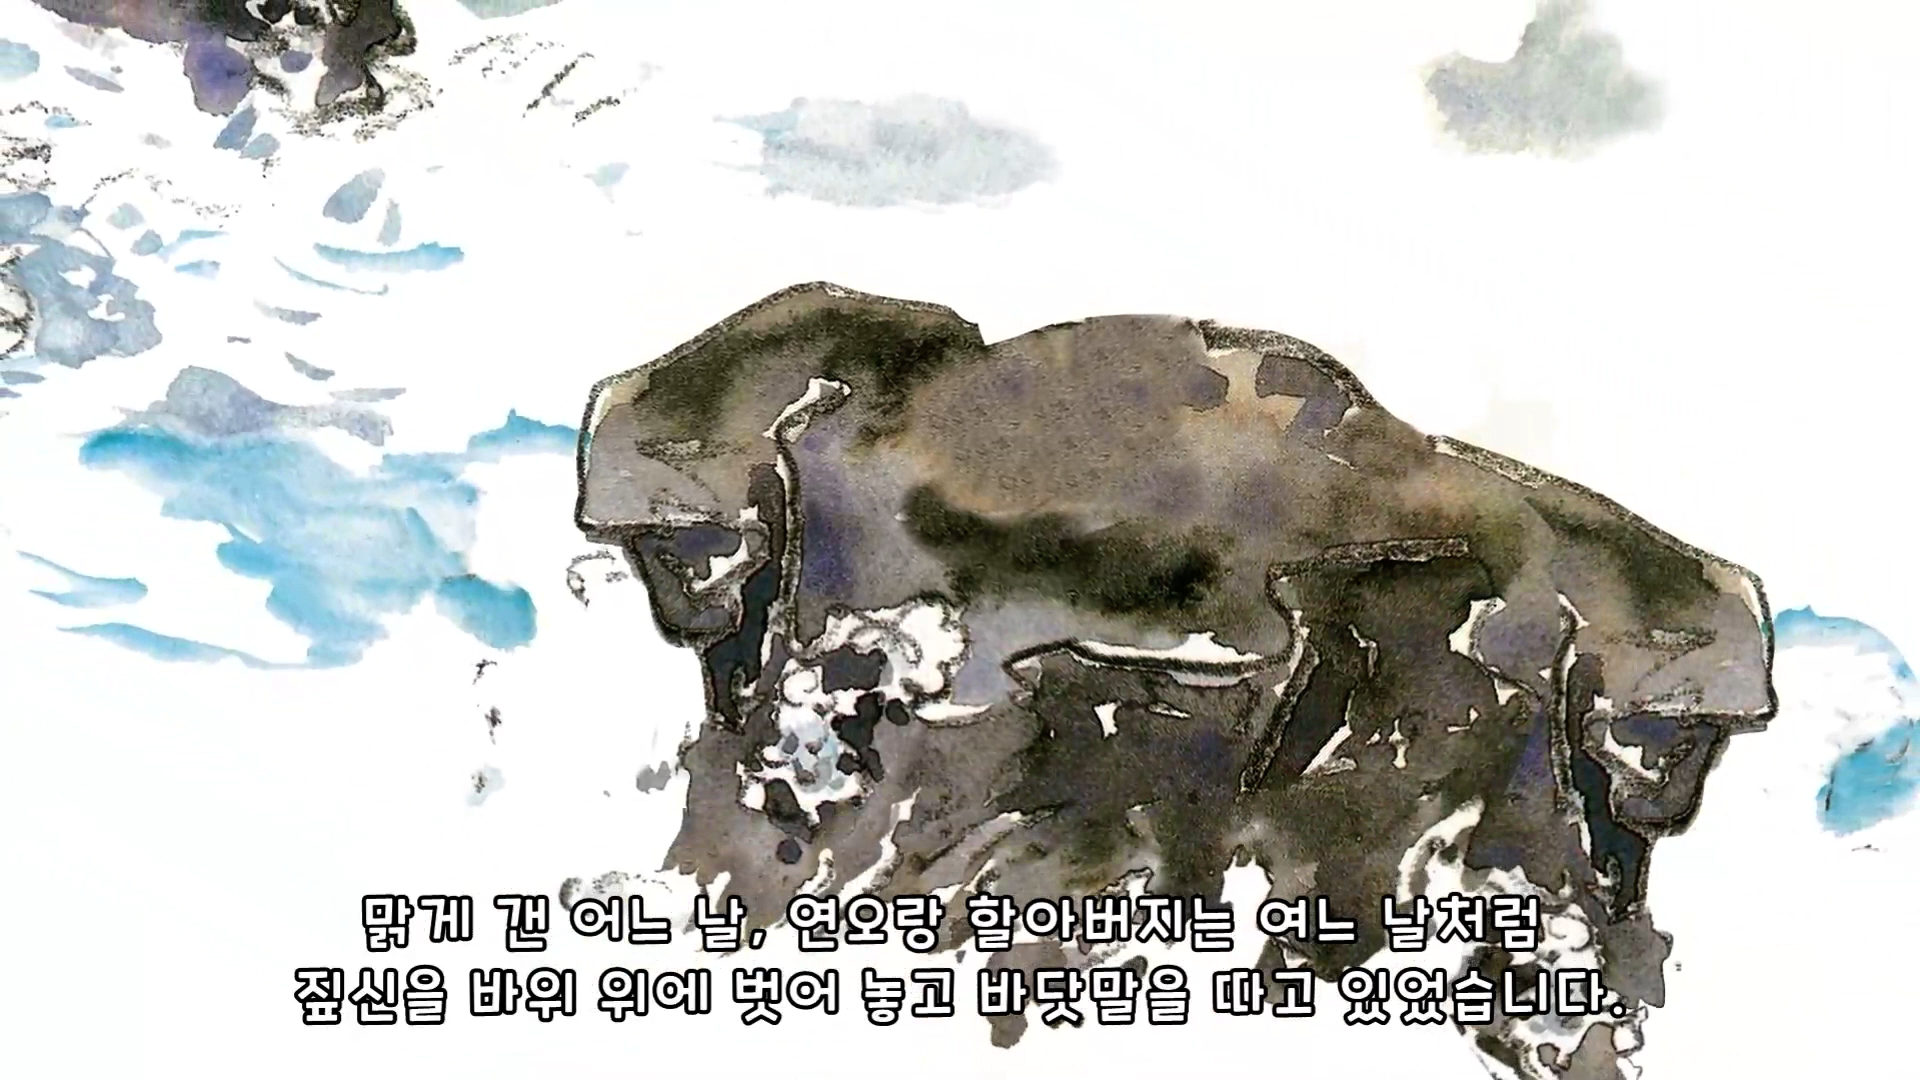 맑게 갠 어느 날, 연오랑 할아버지는 여느 날처럼
짚신을 바위 위에 벗어 놓고 바닷말을 따고 있었습니다.